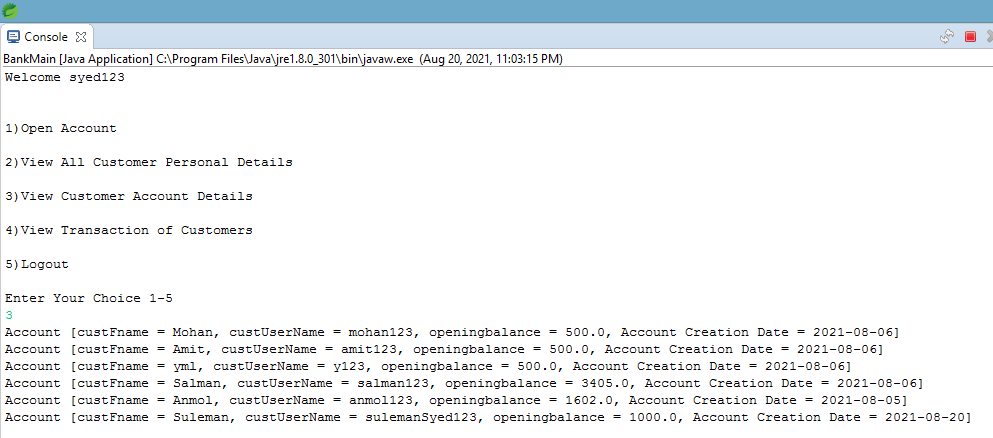 Console
BankMain [Java Application] C:\Program Files\Java\jre1.8.0_301\bin\javaw.exe (Aug 20, 2021, 11:03:15 PM)
Welcome syed123
1)Open Account
2)View All Customer Personal Details
3)View Customer Account Details
4)View Transaction of Customers
5)Logout
Enter Your Choice 1-5
3
Account [custFname = Mohan, custUserName = mohan123, openingbalance = 500.0, Account Creation Date = 2021-08-06]
Account [custFname = Amit, custUserName = amit123, openingbalance = 500.0, Account Creation Date = 2021-08-06]
Account [custFname = yml, custUserName = y123, openingbalance = 500.0, Account Creation Date = 2021-08-06]
Account [custFname = Salman, custUserName = salman123, openingbalance = 3405.0, Account Creation Date = 2021-08-06]
Account [custFname = Anmol, custUserName = anmol123, openingbalance = 1602.0, Account Creation Date = 2021-08-05]
Account [custFname = Suleman, custUserName = sulemanSyed123, openingbalance = 1000.0, Account Creation Date = 2021-08-20]